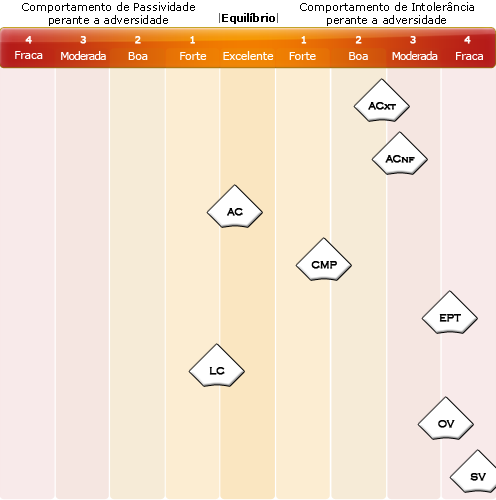 Comportamento de Passividade
perante a adversidade
|Equilíbrio|
Comportamento de Intolerância
perante a adversidade
4 3 2 1 1 2 3 4
Fraca Moderada Boa Forte Excelente Forte Boa Moderada Fraca
ACXT
ACNF
AC
CMP
EPT
LC
OV
SV